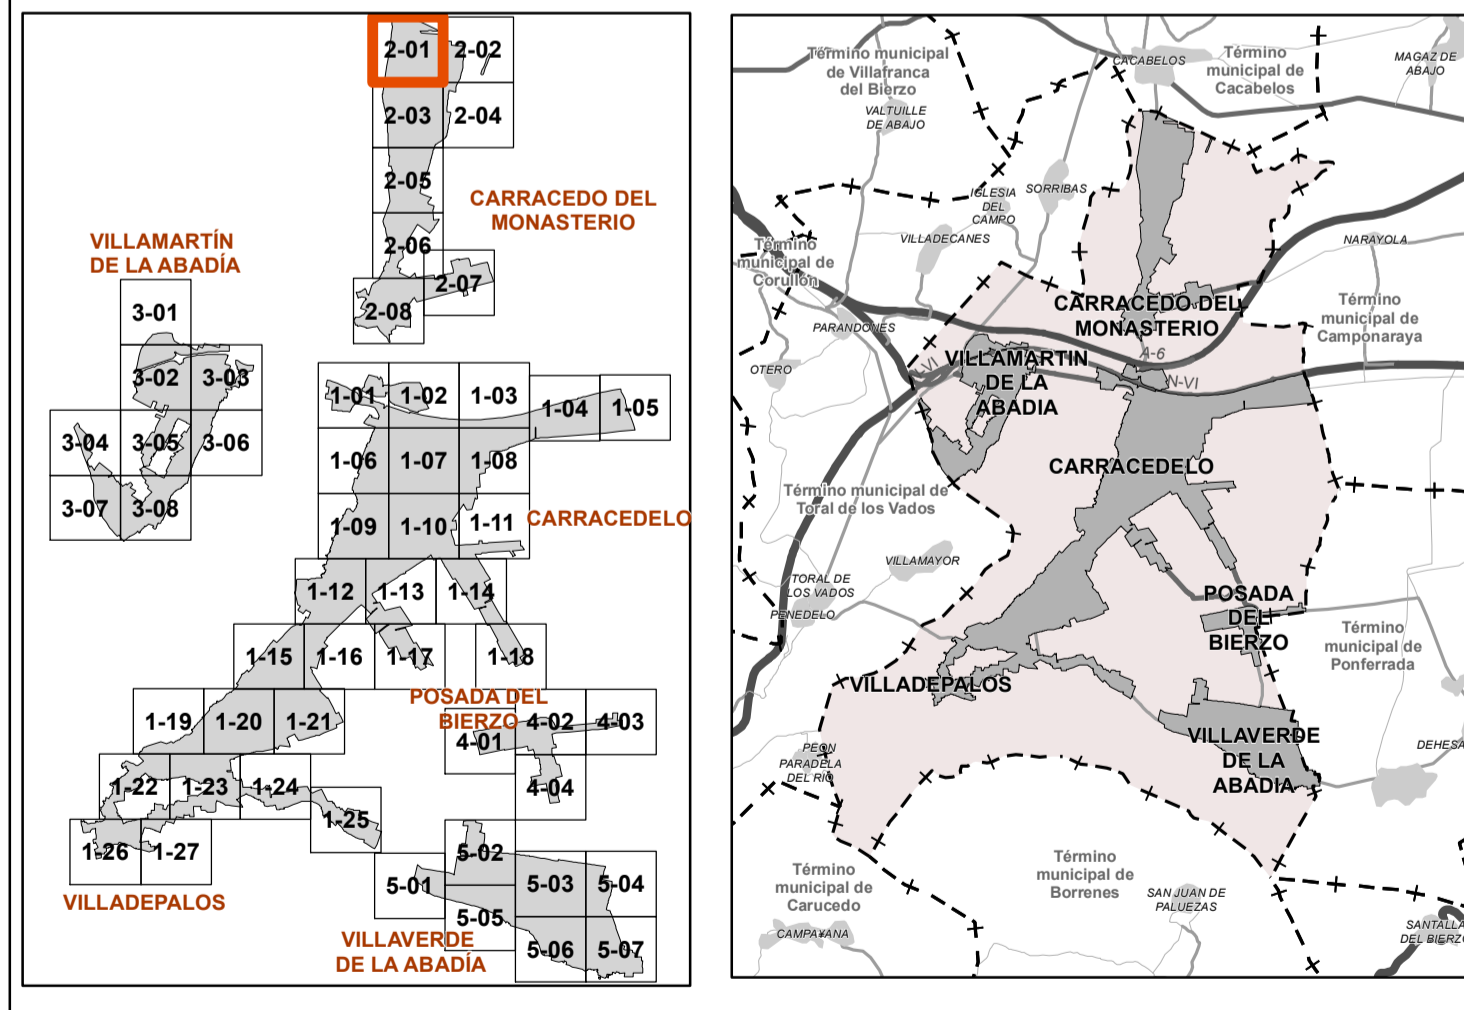 2-01
2-02
2-03
2-04
2-05
2-06
2-07
2-08
CARRACEDO DEL
MONASTERIO
VILLAMARTÍN
DE LA ABADÍA
3-01
3-02
3-03
3-04
3-05
3-06
3-07
3-08
1-01
1-02
1-03
1-04
1-05
1-06
1-07
1-08
1-09
1-10
1-11
CARRACEDELO
1-12
1-13
1-14
1-15
1-16
1-17
1-18
1-19
1-20
1-21
POSADA DEL
BIERZO
4-01
4-02
4-03
4-04
1-22
1-23
1-24
1-25
1-26
1-27
VILLADEPALOS
5-01
5-02
5-03
5-04
5-05
5-06
5-07
VILLAVERDE
DE LA ABADÍA
Término municipal
de Villafranca
del Bierzo
CACABELOS
Término
municipal de
Cacabelos
MAGAZ DE
ABAJO
VALTUILLE
DE ABAJO
IGLESIA
DEL
CAMPO
SORRIBAS
VILLADECANES
NARAYOLA
Término
municipal de
Corullón
CARRACEDO DEL
MONASTERIO
Término
municipal de
Camponaraya
PARANDONES
OTERO
A-6
VILLAMARTIN
DE LA
ABADIA
N-VI
CARRACEDELO
Término municipal de
Toral de los Vados
VILLAMAYOR
TORAL DE
LOS VADOS
PENEDELO
POSADA
DEL
BIERZO
Término
municipal de
Ponferrada
VILLADEPALOS
VILLAVERDE
DE LA
ABADIA
PEON
PARADELA
DEL RÍO
DEHESA
Término
municipal de
Carucedo
Término
municipal de
Borrenes
SAN JUAN DE
PALUEZAS
CAMPA¥ANA
SANTALLA
DEL BIERZO